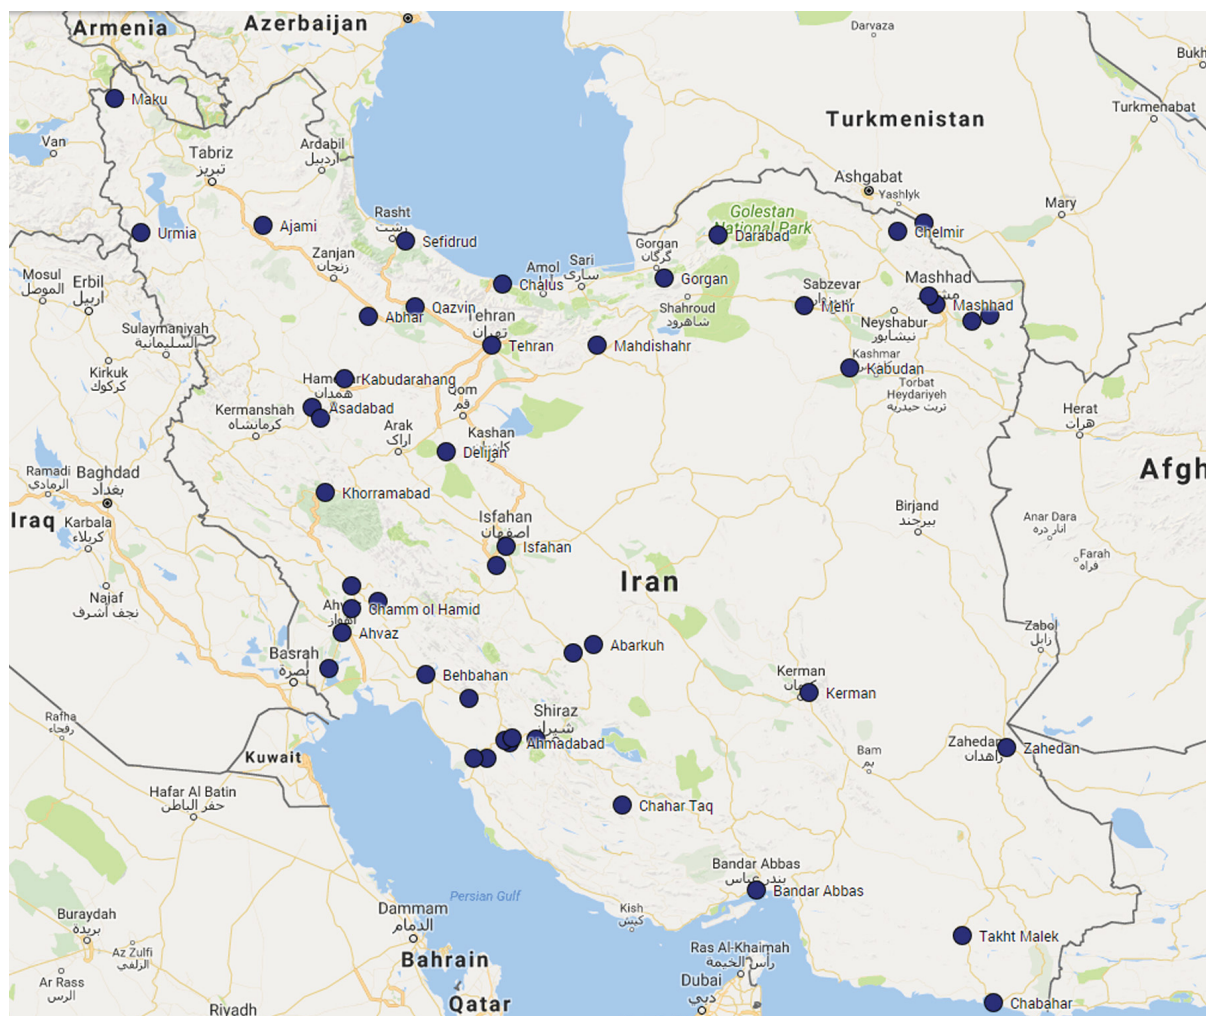 Armenia
Azerbaijan
Darvaza
Bukh
Maku
Turkmenabat
Turkmenistan
Van
Tabriz
تبریز
Ardabil
اردبیل
Ashgabat
Yashlyk
Mary
Golestan
National Park
Urmia
Ajami
Rasht
رشت
Sefidrud
Darabad
Chelmir
Gorgan
گرگان
Gorgan
Zanjan
زنجان
Mosul
الموصل
Erbil
اربيل
Amol
Sari
ساری
Chalus
Mashhad
Mashhad
Sabzevar
Mehr
Neyshabur
نیشابور
Shahroud
شاهرود
Qazvin
Abhar
Tehran
تهران
Tehran
Mahdishahr
Sulaymaniyah
السليمانية
Kirkuk
كركوك
Kashmar
Kabudan
Torbat
Heydariyeh
تربت حیدریه
Kabudarahang
همدان
Asadabad
Qom
قم
Kermanshah
کرمانشاه
Arak
اراک
Kashan
Delijan
Herat
هرات
Ramadi
الرمادي
Baghdad
بغداد
Afgh
Khorramabad
Iraq
Karbala
كربلاء
Isfahan
اصفهان
Isfahan
Birjand
بیرجند
Anar Dara
انار دره
Farah
فراه
Iran
Najaf
نجف أشرف
Chamm ol Hamid
اهواز
Ahvaz
Abarkuh
Zabol
زابل
Basrah
بصرة
Behbahan
Kerman
Kerman
Rafha
رفحاء
Shiraz
شیراز
Ahmadabad
Zahedan
زاهدان
Zahedan
Bam
بم
Kuwait
Hafar Al Batin
حفر الباطن
Chahar Taq
Bandar Abbas
بندرعباس
Bandar Abbas
Persian Gulf
Kish
کیش
Buraydah
بريدة
Dammam
الدمام
Takht Malek
Az Zulfi
الزلفي
Bahrain
Ras Al-Khaimah
رأس الخيمة
Ar Rass
الرس
Dubai
دبي
Qatar
Riyadh
Chabahar